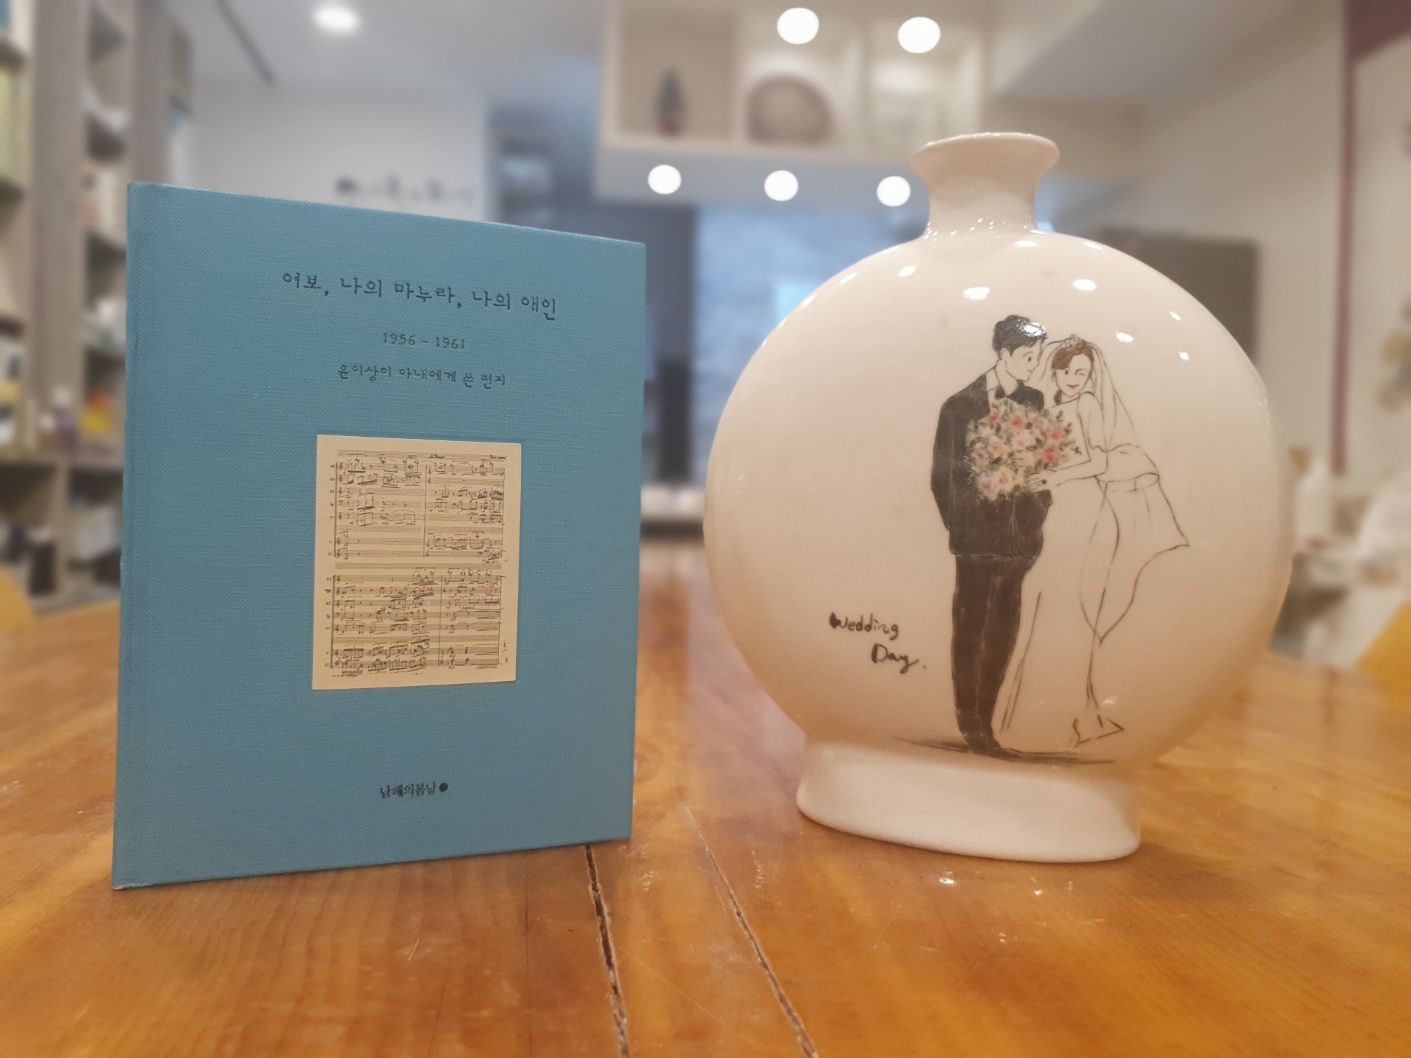 여보, 나의 마누라, 나의 애인
1956 - 1961
윤이상이 아내에게 쓴 편지
남해의봄날
Wedding
Day.